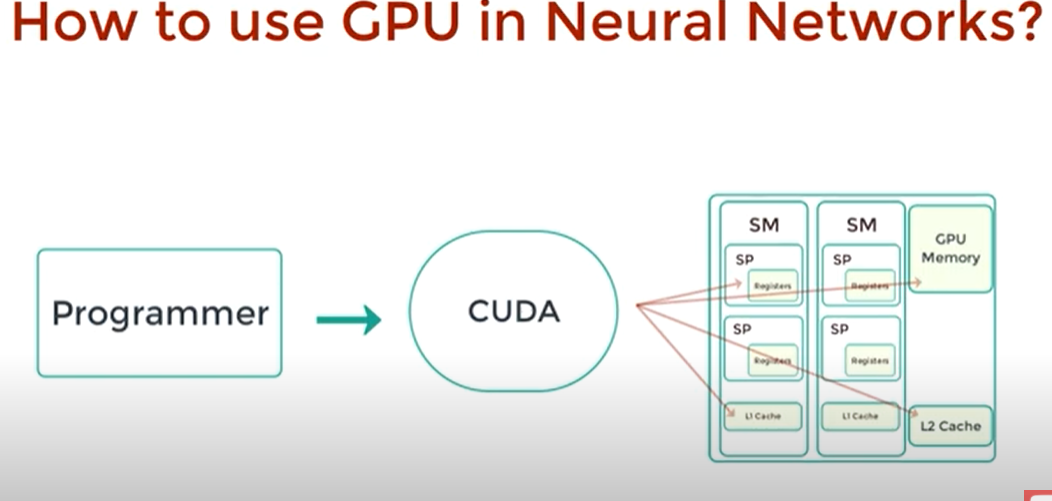 How to use GPU in Neural Networks?
Programmer
CUDA
SM
SP
Registers
SP
Registers
L1 Cache
SM
SP
Registers
SP
Registers
L1 Cache
GPU
Memory
L2 Cache